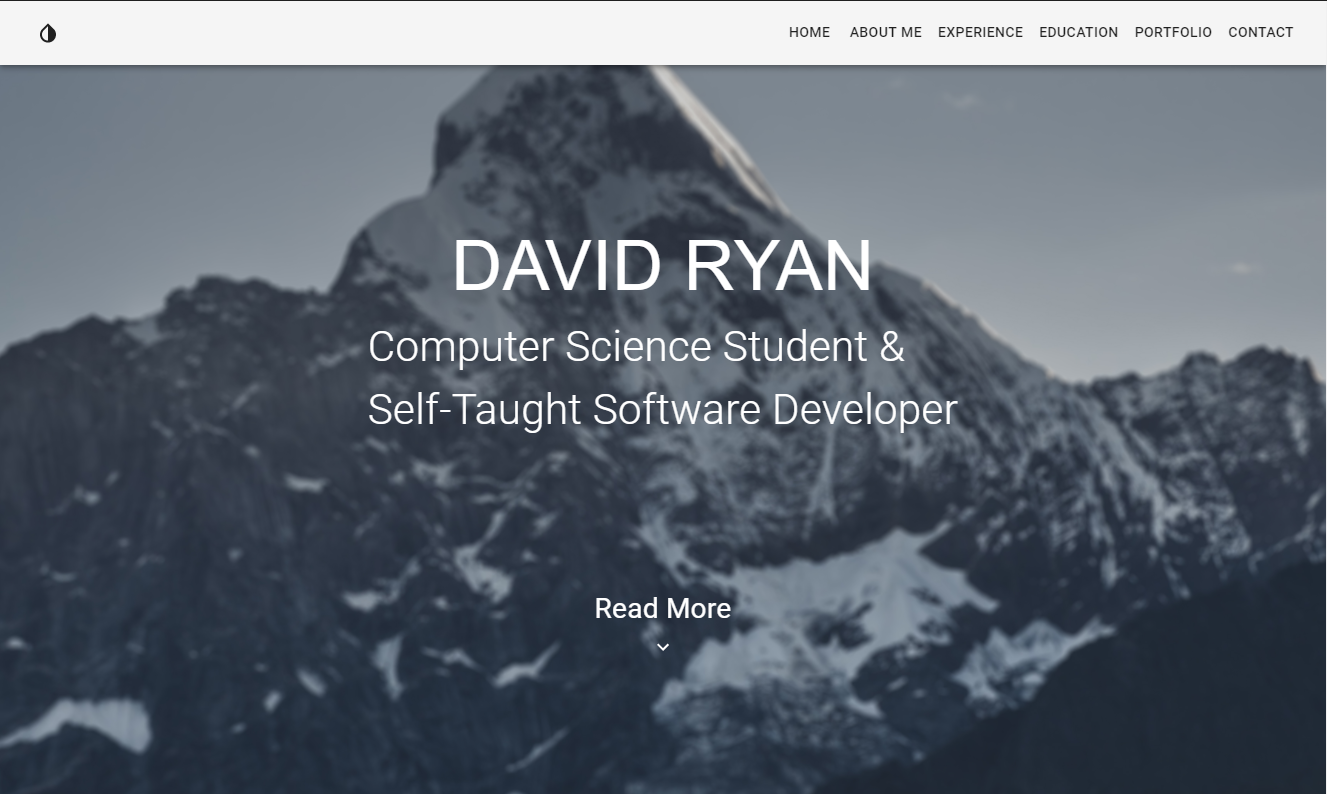 HOME ABOUT ME EXPERIENCE EDUCATION PORTFOLIO CONTACT
DAVID RYAN
Computer Science Student &
Self-Taught Software Developer
Read More